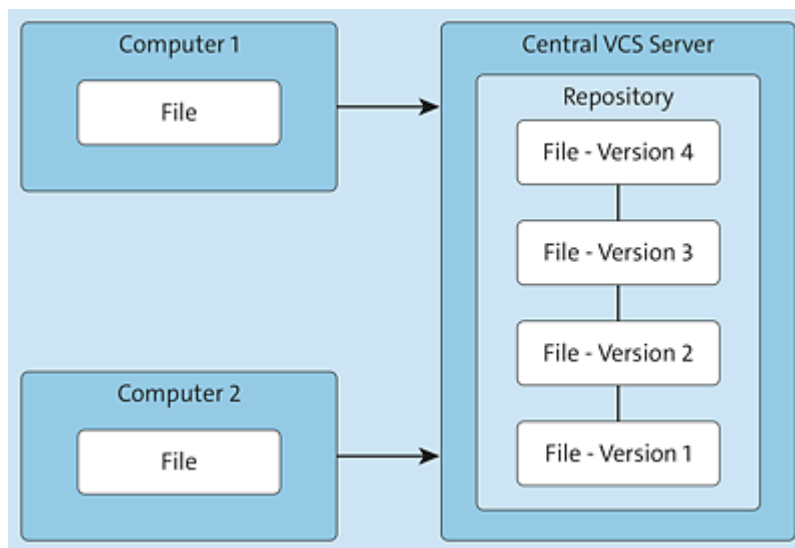 Computer 1
File
Central VCS Server
Repository
File - Version 4
File - Version 3
File - Version 2
File - Version 1
Computer 2
File